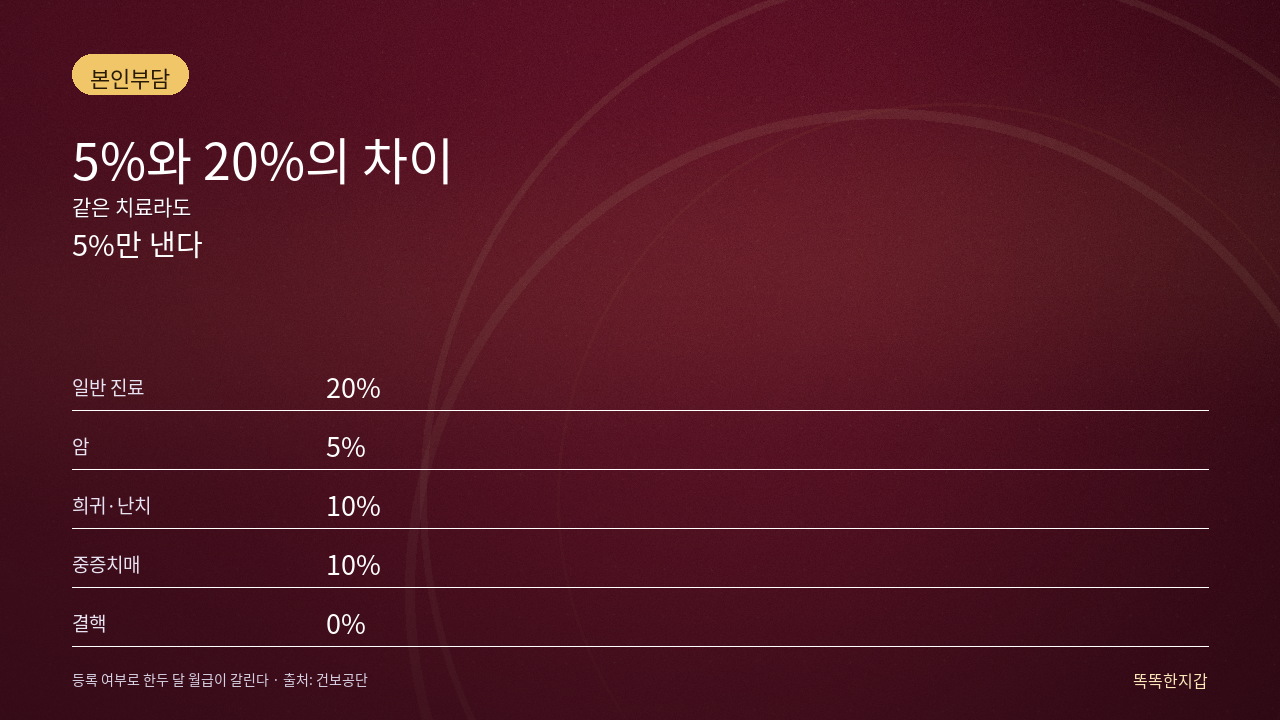 본인부담
5%와 20%의 차이
같은 치료라도
5%만 낸다
일반 진료 20%
암 5%
희귀·난치 10%
중증치매 10%
결핵 0%
등록 여부로 한두 달 월급이 갈린다 · 출처: 건보공단
똑똑한지갑